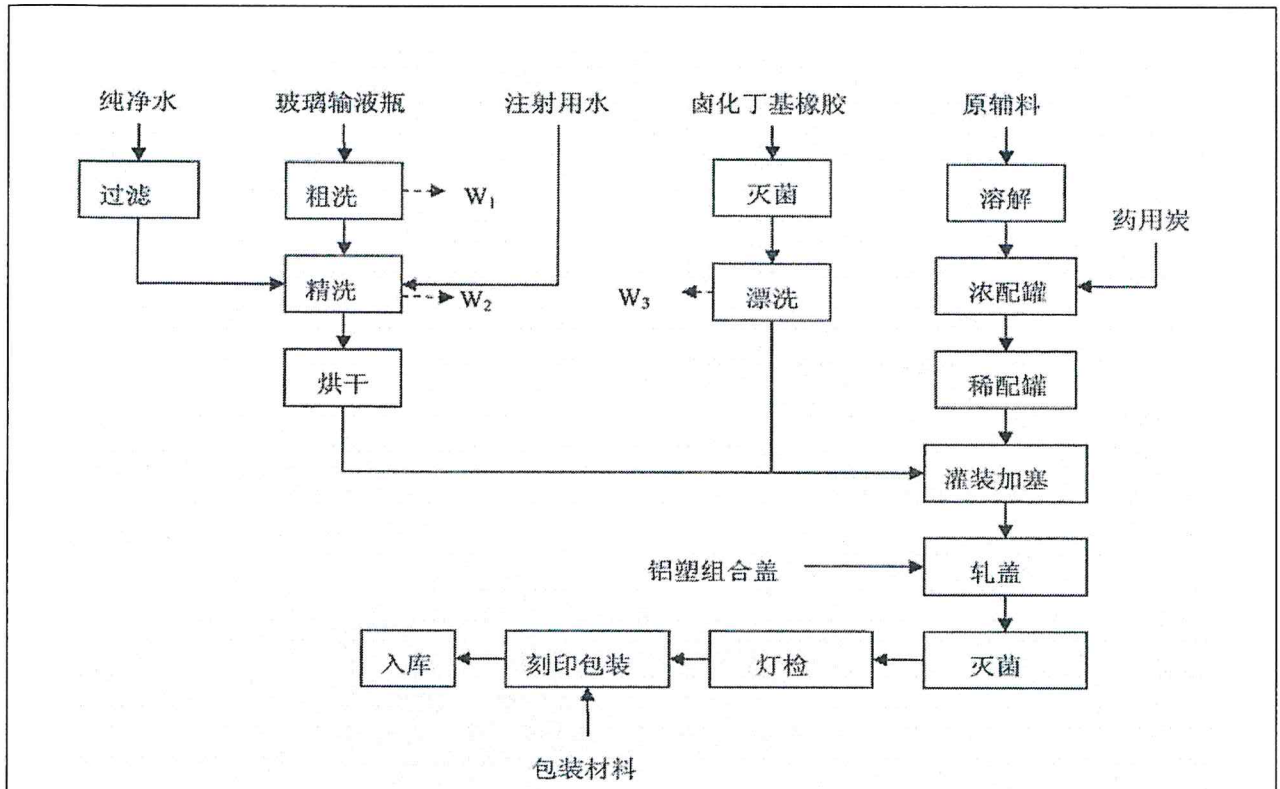 纯净水
玻璃输液瓶
注射用水
卤化丁基橡胶
原辅料
过滤
粗洗
W₁
灭菌
溶解
药用炭
精洗
W₂
W₃
漂洗
浓配罐
烘干
稀配罐
灌装加塞
铝塑组合盖
轧盖
入库
刻印包装
灯检
灭菌
包装材料